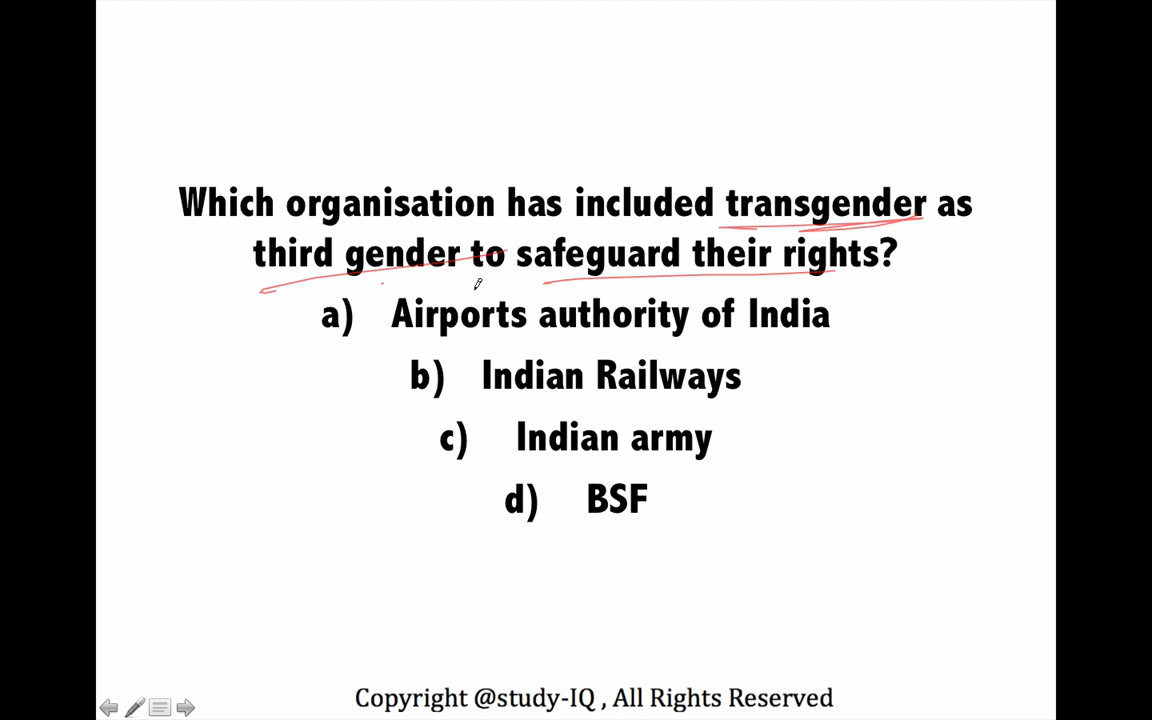 Which organisation has included transgender as
third gender to safeguard their rights?
a) Airports authority of India
b) Indian Railways
c) Indian army
d) BSF
Copyright @study-IQ , All Rights Reserved